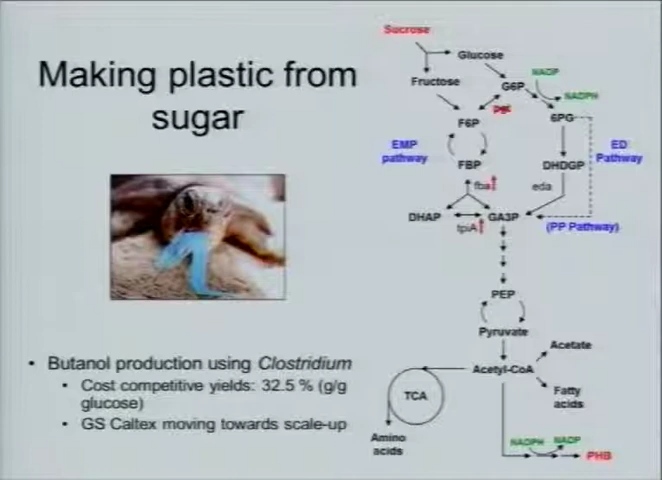 Making plastic from
sugar
• Butanol production using Clostridium
• Cost competitive yields: 32.5 % (g/g
glucose)
• GS Caltex moving towards scale-up
Sucrose
Glucose
Fructose
G6P
NADP
NADPH
pgi
F6P
6PG
EMP
pathway
ED
Pathway
FBP
DHDGP
fba
eda
DHAP
GA3P
tpiA
(PP Pathway)
PEP
Pyruvate
Acetate
Acetyl-CoA
Fatty
acids
TCA
Amino
acids
NADPH
NADP
PHB